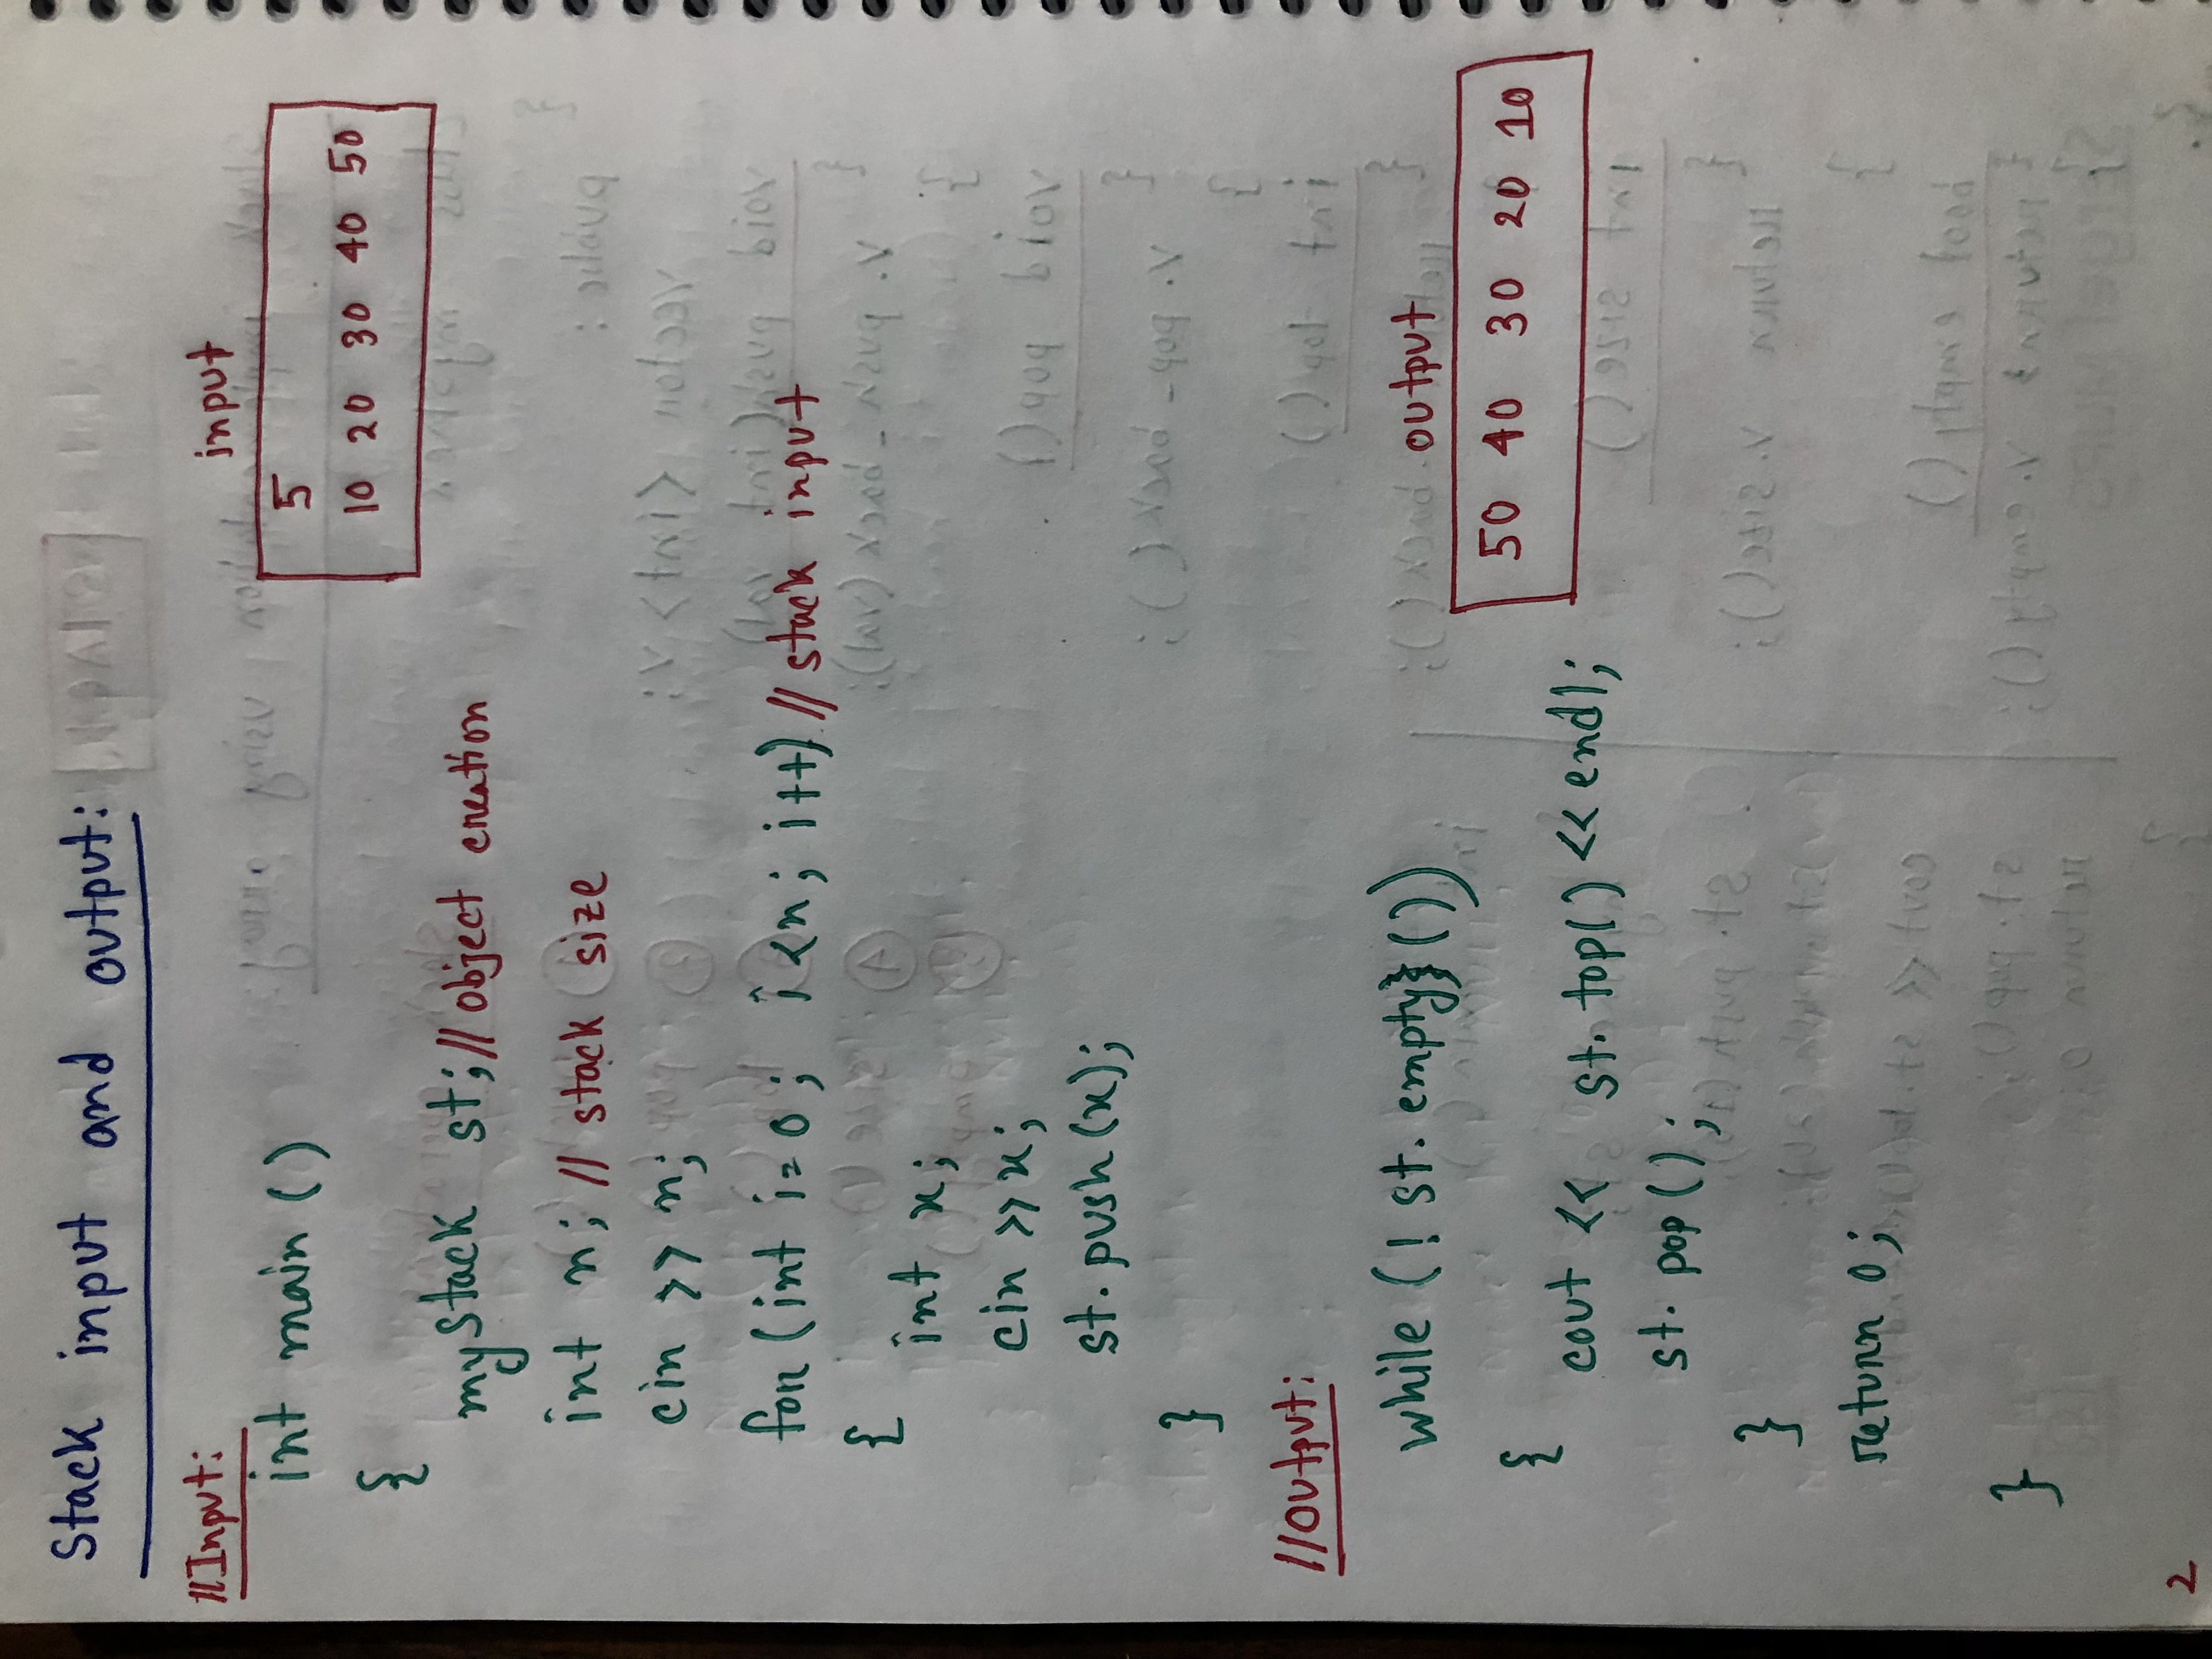 Stack input and output:
//Input:
input
int main ()
5
10 20 30 40 50
{
myStack st; // object creation
int n; // stack size
cin >> n;
for (int i=0; i<n; i++) // stack input
{
int x;
cin >> x;
st. push (x);
}
//Output:
while (! st. empty ())
output
{
50 40 30 20 10
cout << st. top() << endl;
st. pop ();
}
return 0;
}
2